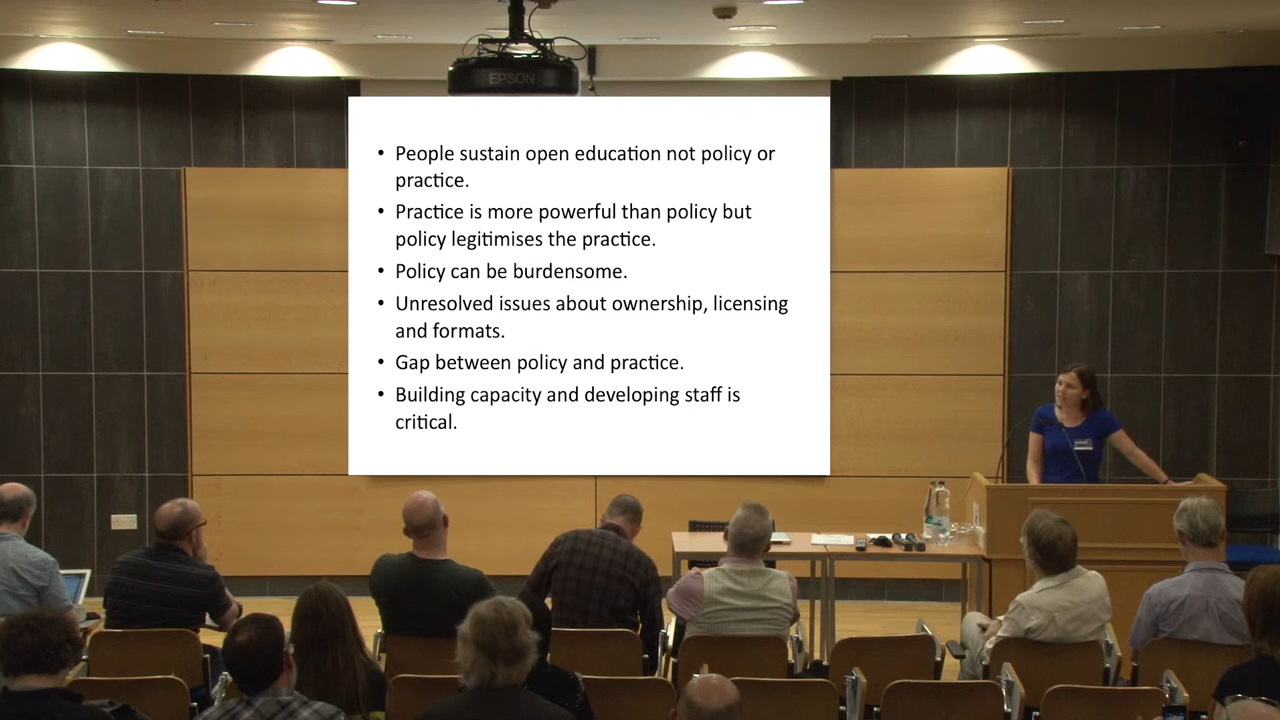 EPSON
• People sustain open education not policy or
practice.
• Practice is more powerful than policy but
policy legitimises the practice.
• Policy can be burdensome.
• Unresolved issues about ownership, licensing
and formats.
• Gap between policy and practice.
• Building capacity and developing staff is
critical.